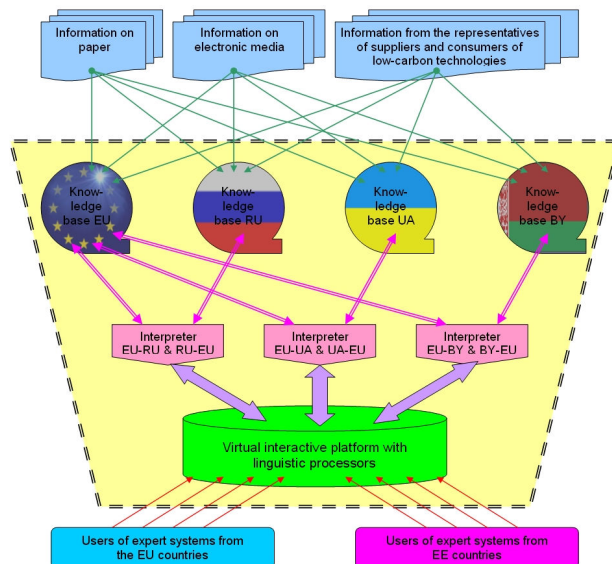 Information on
paper
Information on
electronic media
Information from the representatives
of suppliers and consumers of
low-carbon technologies
Know-
ledge
base EU
Know-
ledge
base RU
Know-
ledge
base UA
Know-
ledge
base BY
Interpreter
EU-RU & RU-EU
Interpreter
EU-UA & UA-EU
Interpreter
EU-BY & BY-EU
Virtual interactive platform with
linguistic processors
Users of expert systems from
the EU countries
Users of expert systems from
EE countries